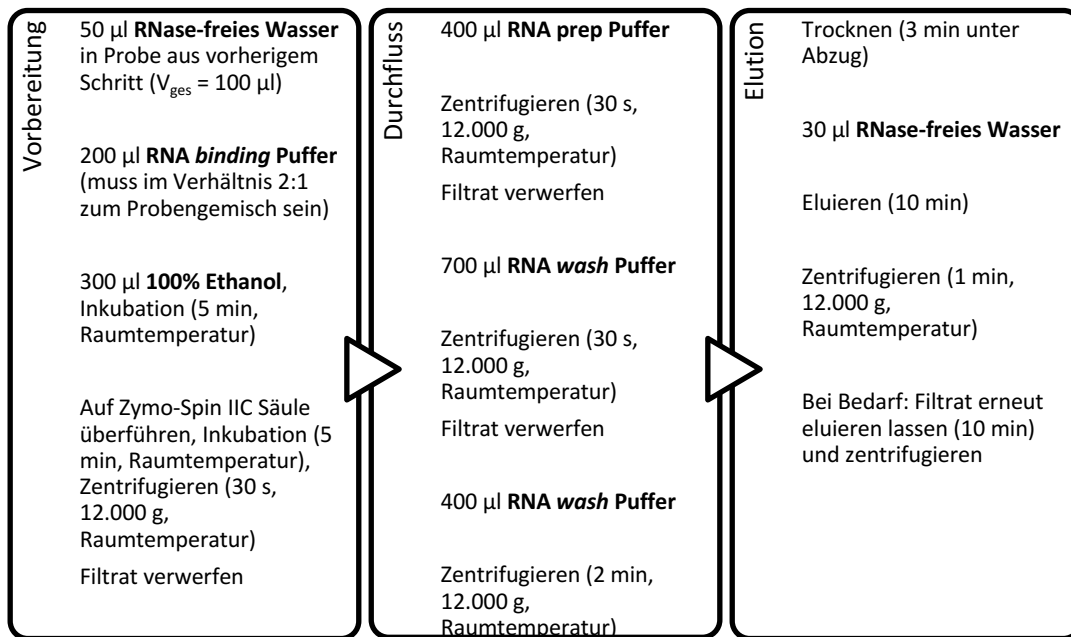 Vorbereitung
50 µl RNase-freies Wasser
in Probe aus vorherigem
Schritt (Vges = 100 µl)
200 µl RNA binding Puffer
(muss im Verhältnis 2:1
zum Probengemisch sein)
300 µl 100% Ethanol,
Inkubation (5 min,
Raumtemperatur)
Auf Zymo-Spin IIC Säule
überführen, Inkubation (5
min, Raumtemperatur),
Zentrifugieren (30 s,
12.000 g,
Raumtemperatur)
Filtrat verwerfen
Durchfluss
400 µl RNA prep Puffer
Zentrifugieren (30 s,
12.000 g,
Raumtemperatur)
Filtrat verwerfen
700 µl RNA wash Puffer
Zentrifugieren (30 s,
12.000 g,
Raumtemperatur)
Filtrat verwerfen
400 µl RNA wash Puffer
Zentrifugieren (2 min,
12.000 g,
Raumtemperatur)
Elution
Trocknen (3 min unter
Abzug)
30 µl RNase-freies Wasser
Eluieren (10 min)
Zentrifugieren (1 min,
12.000 g,
Raumtemperatur)
Bei Bedarf: Filtrat erneut
eluieren lassen (10 min)
und zentrifugieren